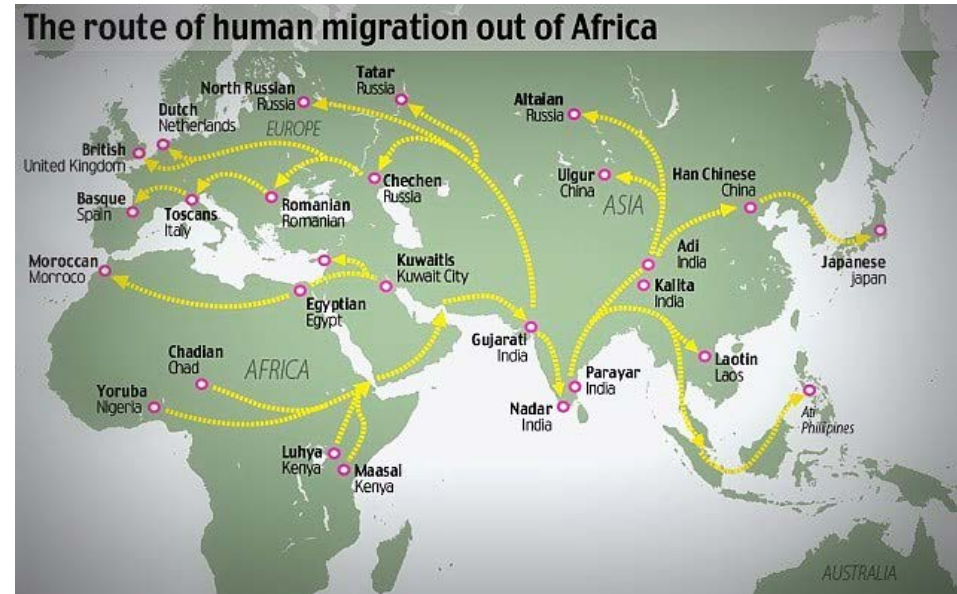 The route of human migration out of Africa
Tatar
Russia
North Russian
Russia
Altaian
Russia
Dutch
Netherlands
EUROPE
British
United Kingdom
Uigur
China
Han Chinese
China
Chechen
Russia
Basque
Spain
Toscans
Italy
Romanian
Romanian
ASIA
Moroccan
Morroco
Kuwaitis
Kuwait City
Adi
India
Japanese
japan
Kalita
India
Egyptian
Egypt
Gujarati
India
Chadian
Chad
AFRICA
Laotin
Laos
Parayar
India
Yoruba
Nigeria
Nadar
India
Ati
Philipines
Luhya
Kenya
Maasai
Kenya
AUSTRALIA